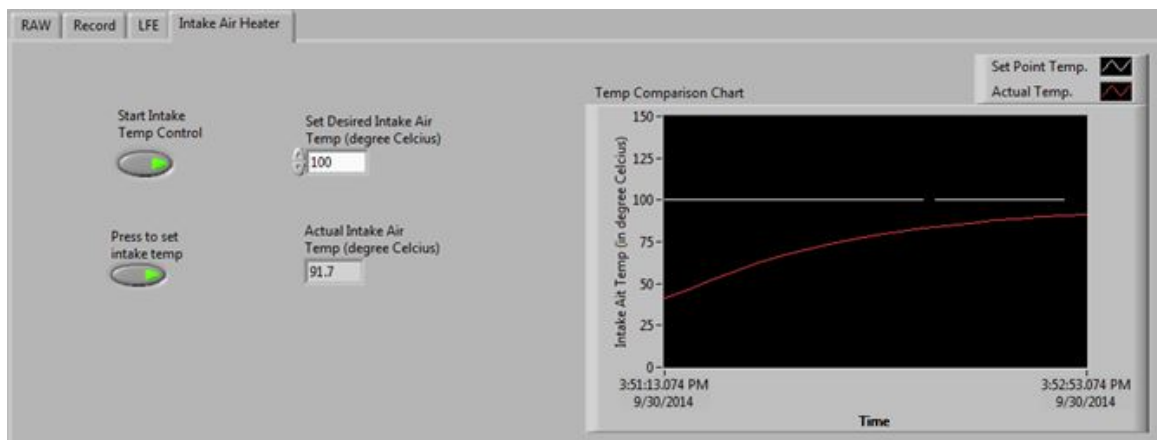 RAW
Record
LFE
Intake Air Heater
Start Intake
Temp Control
Set Desired Intake Air
Temp (degree Celcius)
100
Press to set
intake temp
Actual Intake Air
Temp (degree Celcius)
91.7
Set Point Temp.
Actual Temp.
Temp Comparison Chart
Intake Ait Temp (in degree Celcius)
150
125
100
75
50
25
0
3:51:13.074 PM
9/30/2014
3:52:53.074 PM
9/30/2014
Time